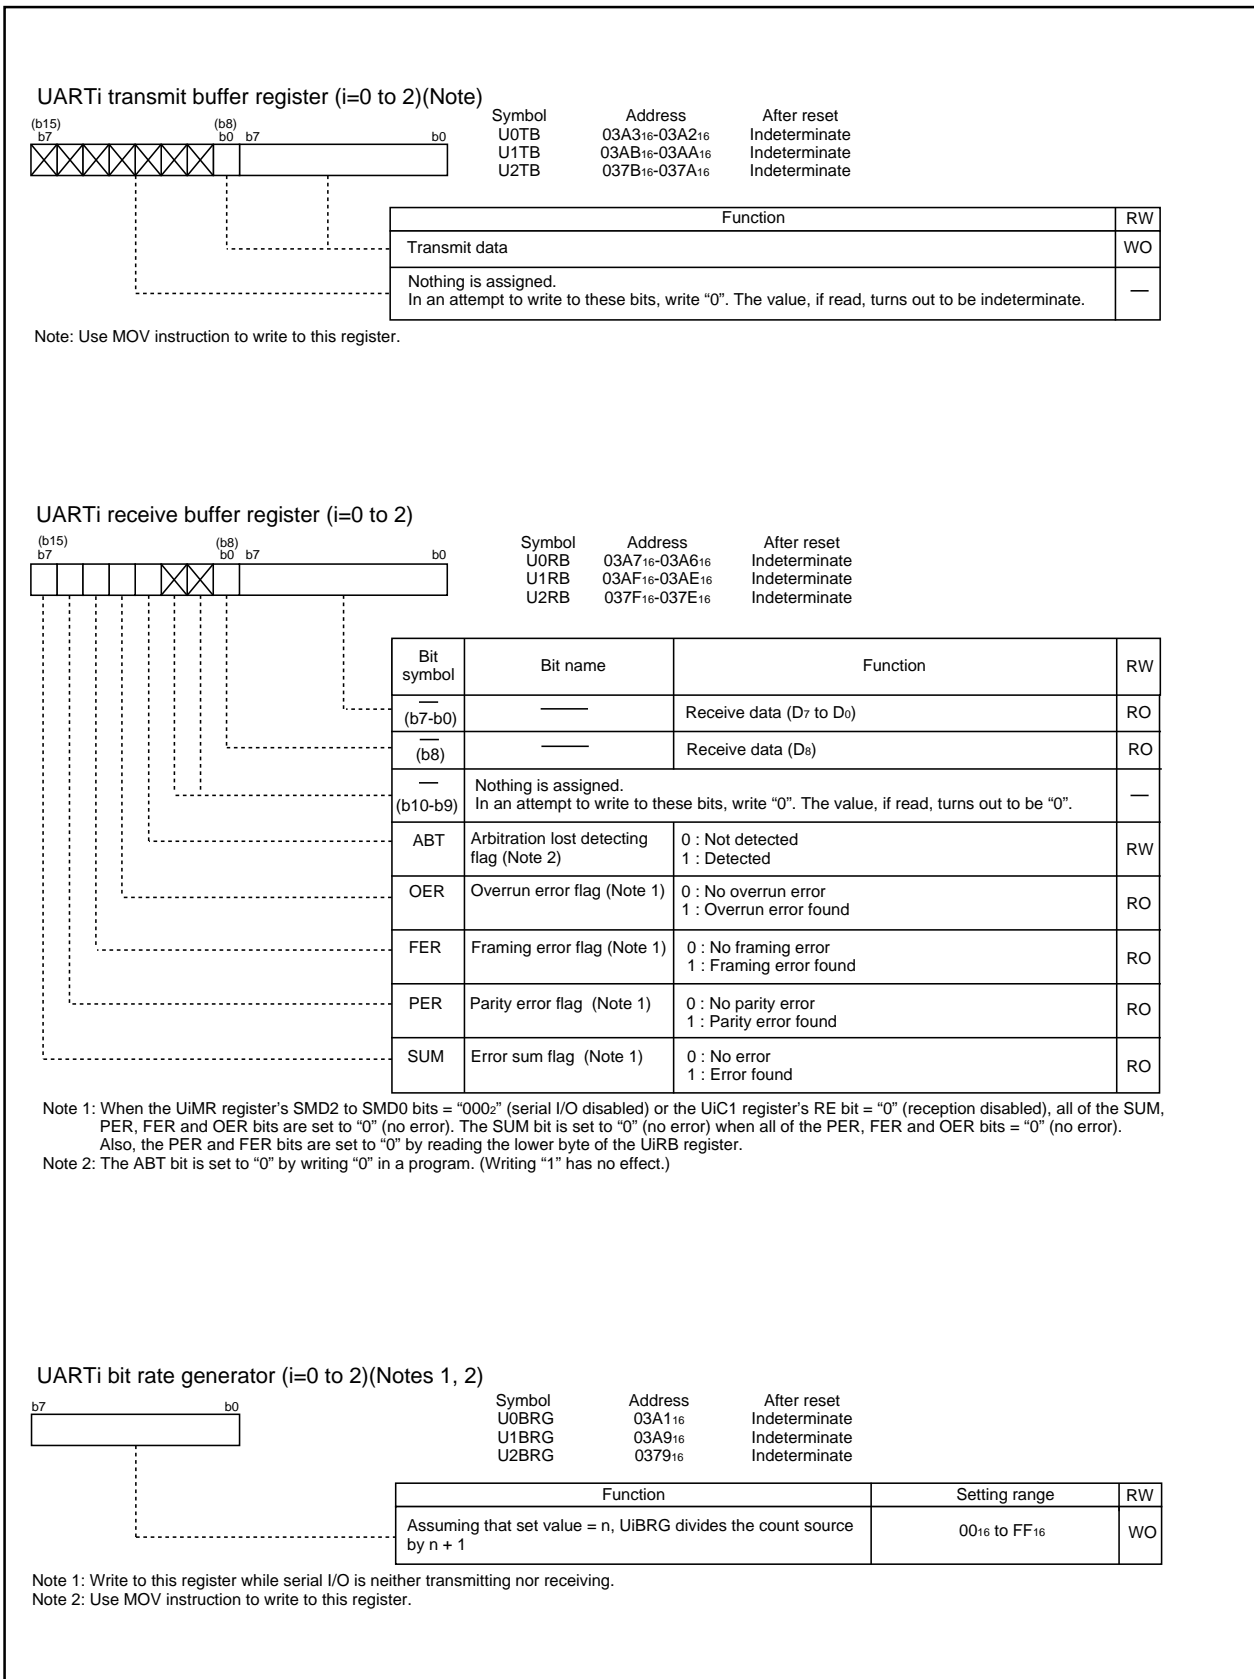 UARTi transmit buffer register (i=0 to 2)(Note)
(b15) (b8)
b7 b0 b7 b0
Symbol Address After reset
U0TB 03A316-03A216 Indeterminate
U1TB 03AB16-03AA16 Indeterminate
U2TB 037B16-037A16 Indeterminate
Function RW
Transmit data WO
Nothing is assigned.
In an attempt to write to these bits, write “0”. The value, if read, turns out to be indeterminate. —
Note: Use MOV instruction to write to this register.
UARTi receive buffer register (i=0 to 2)
(b15) (b8)
b7 b0 b7 b0
Symbol Address After reset
U0RB 03A716-03A616 Indeterminate
U1RB 03AF16-03AE16 Indeterminate
U2RB 037F16-037E16 Indeterminate
Bit
symbol Bit name Function RW
—
(b7-b0) — Receive data (D7 to D0) RO
—
(b8) — Receive data (D8) RO
—
(b10-b9) Nothing is assigned.
In an attempt to write to these bits, write “0”. The value, if read, turns out to be “0”. —
ABT Arbitration lost detecting 0 : Not detected
flag (Note 2) 1 : Detected RW
OER Overrun error flag (Note 1) 0 : No overrun error
1 : Overrun error found RO
FER Framing error flag (Note 1) 0 : No framing error
1 : Framing error found RO
PER Parity error flag (Note 1) 0 : No parity error
1 : Parity error found RO
SUM Error sum flag (Note 1) 0 : No error
1 : Error found RO
Note 1: When the UiMR register’s SMD2 to SMD0 bits = “0002” (serial I/O disabled) or the UiC1 register’s RE bit = “0” (reception disabled), all of the SUM,
PER, FER and OER bits are set to “0” (no error). The SUM bit is set to “0” (no error) when all of the PER, FER and OER bits = “0” (no error).
Also, the PER and FER bits are set to “0” by reading the lower byte of the UiRB register.
Note 2: The ABT bit is set to “0” by writing “0” in a program. (Writing “1” has no effect.)
UARTi bit rate generator (i=0 to 2)(Notes 1, 2)
b7 b0
Symbol Address After reset
U0BRG 03A116 Indeterminate
U1BRG 03A916 Indeterminate
U2BRG 037916 Indeterminate
Function Setting range RW
Assuming that set value = n, UiBRG divides the count source
by n + 1 0016 to FF16 WO
Note 1: Write to this register while serial I/O is neither transmitting nor receiving.
Note 2: Use MOV instruction to write to this register.